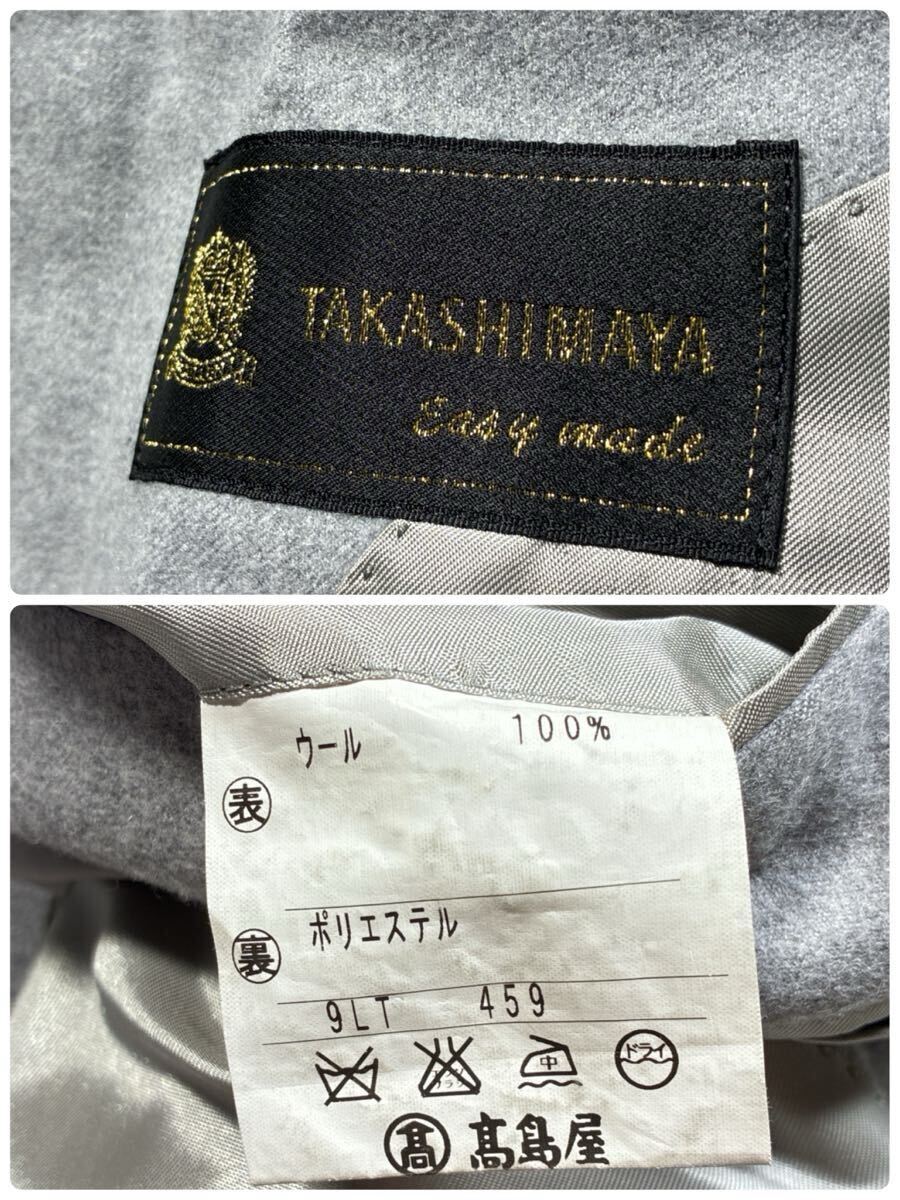 TAKASHIMAYA
Easy made
ウール 100%
表
裏 ポリエステル
9LT 459
中 ドライ
髙 髙島屋